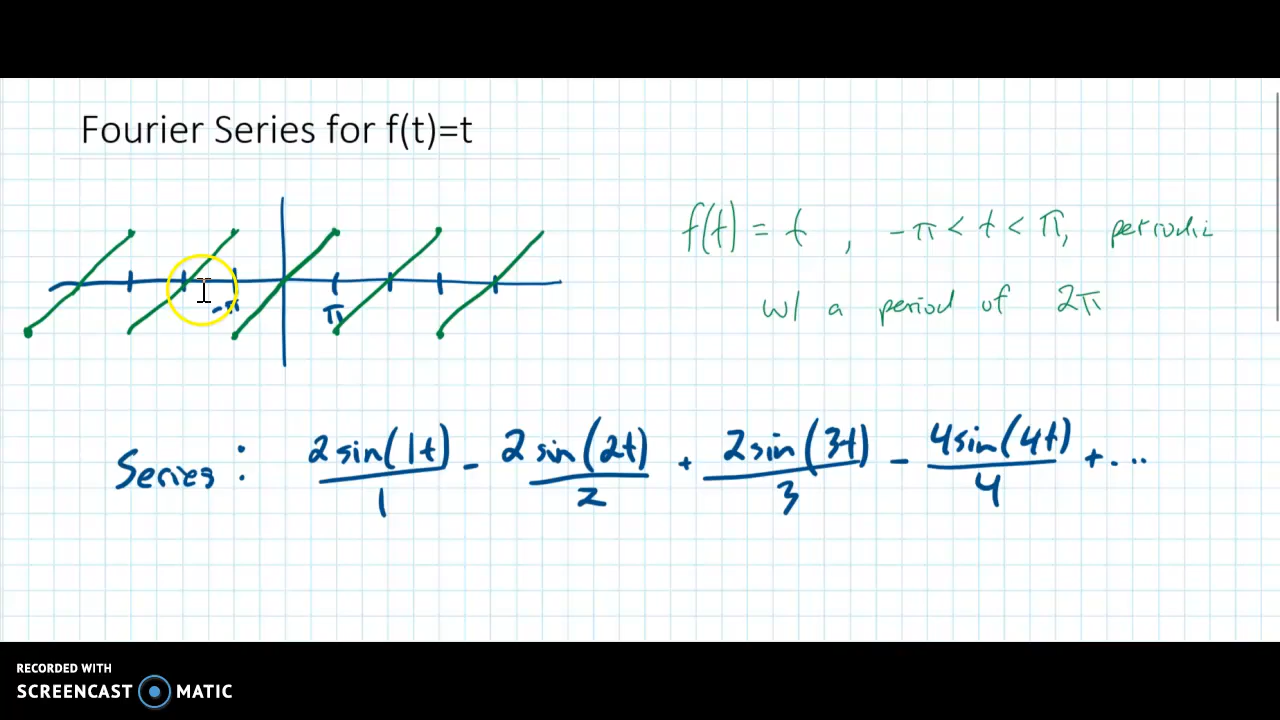 Fourier Series for f(t)=t
f(t) = t , -π < t < π, periodic
w/ a period of 2π
-π π
Series: 2sin(1t)/1 - 2sin(2t)/2 + 2sin(3t)/3 - 4sin(4t)/4 + ...
RECORDED WITH
SCREENCAST MATIC